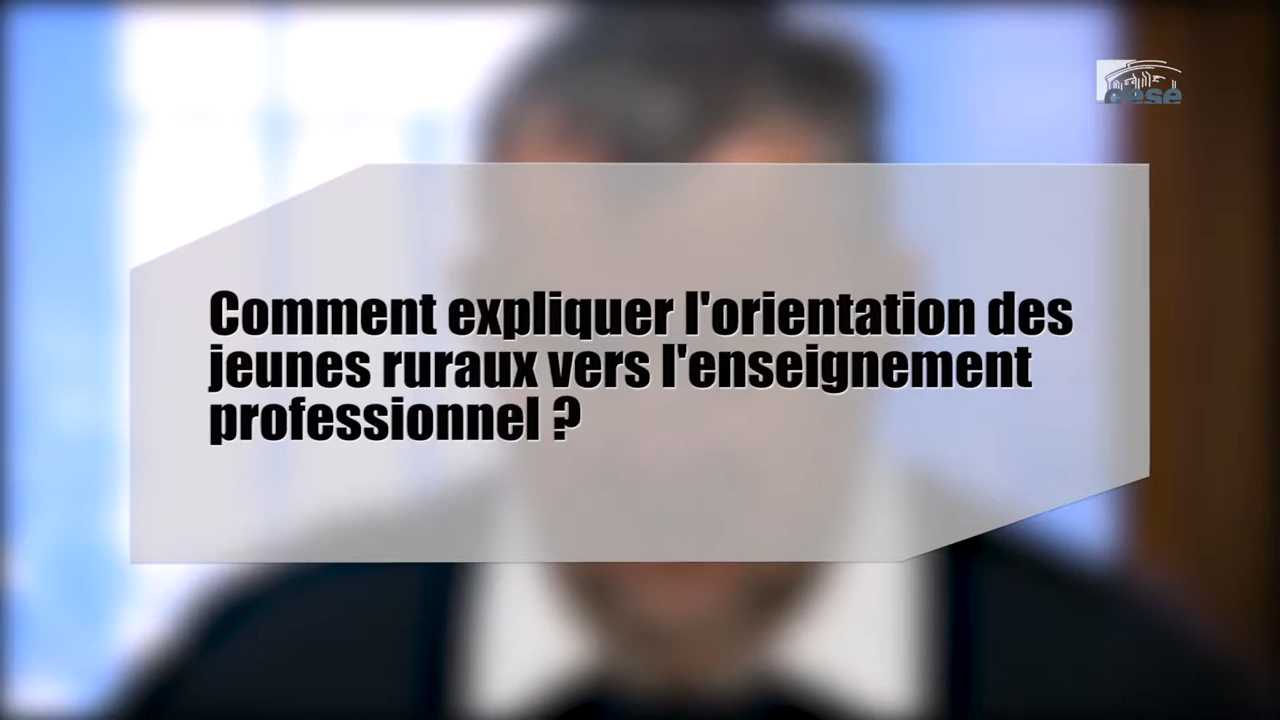 cese
Comment expliquer l'orientation des
jeunes ruraux vers l'enseignement
professionnel ?